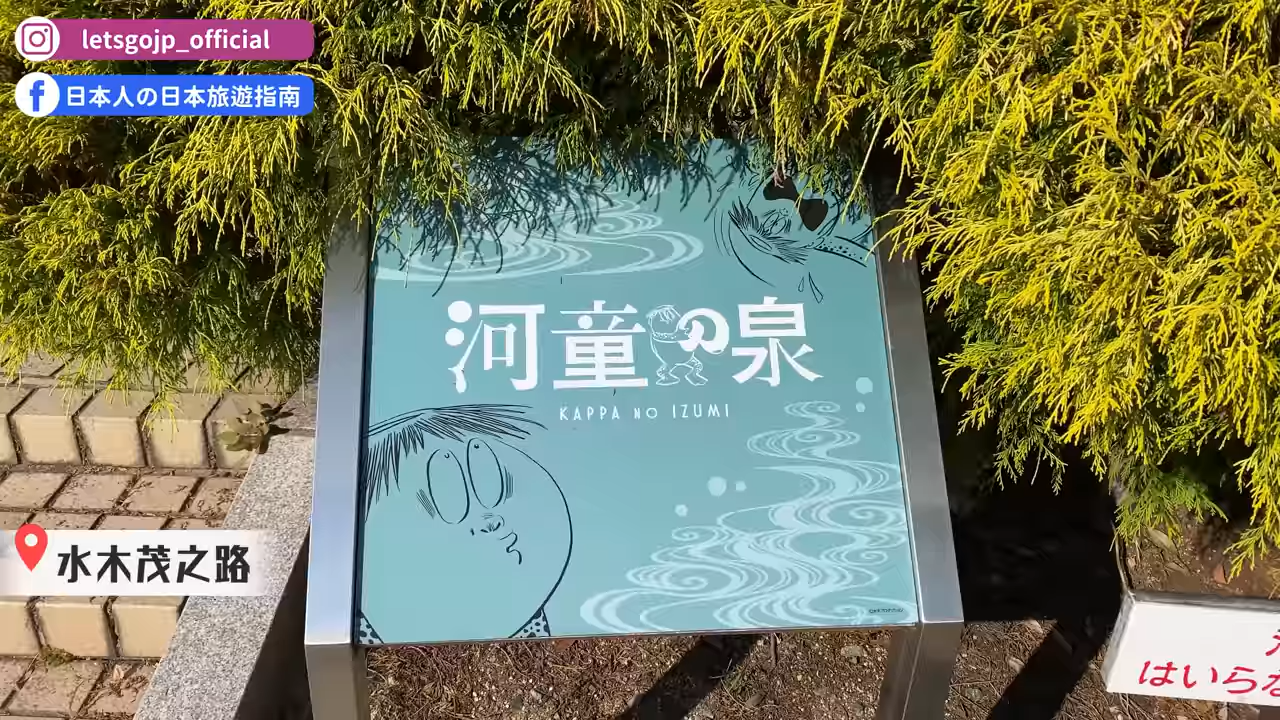 letsgojp_official
日本人の日本旅遊指南
河童の泉
KAPPA NO IZUMI
水木茂之路
はいらな